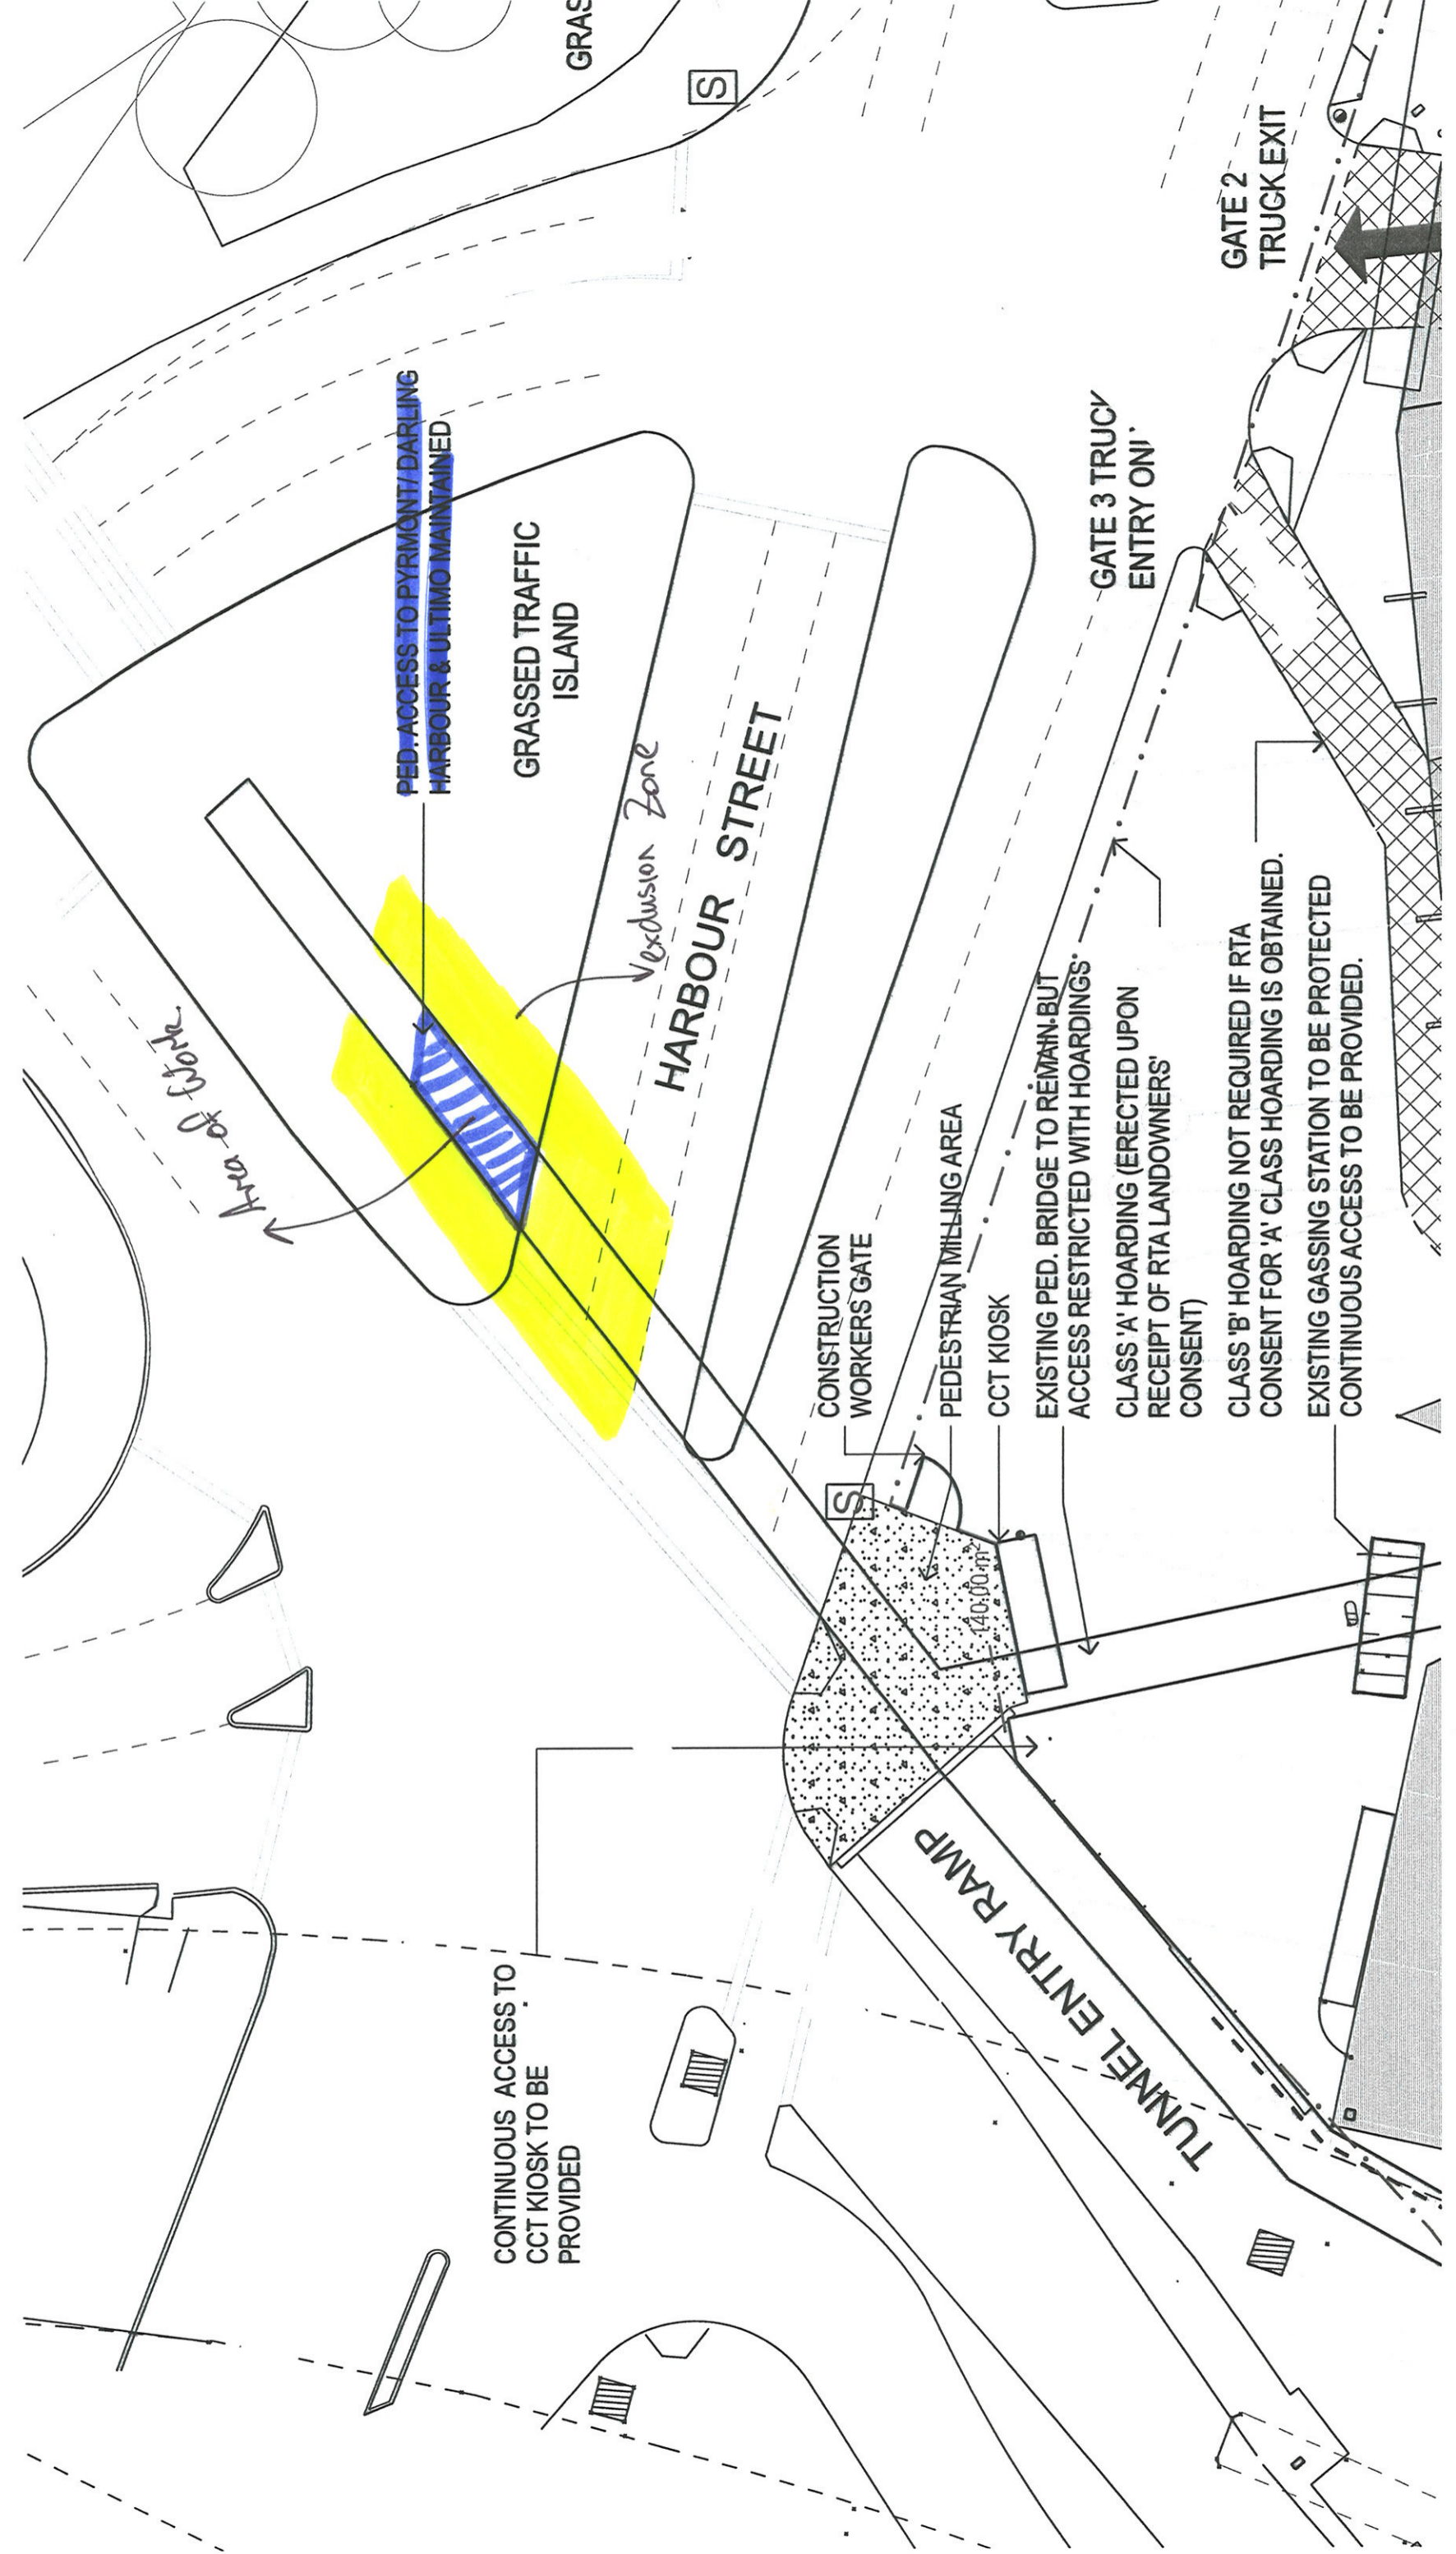 GRAS
S
GATE 2
TRUCK EXIT
PED. ACCESS TO PYRMONT/DARLING
HARBOUR & ULTIMO MAINTAINED
GRASSED TRAFFIC
ISLAND
GATE 3 TRUCK
ENTRY ONL
exclusion Zone
HARBOUR STREET
Area of Work
CONSTRUCTION
WORKERS GATE
PEDESTRIAN MILLING AREA
CCT KIOSK
EXISTING PED. BRIDGE TO REMAIN BUT
ACCESS RESTRICTED WITH HOARDINGS
CLASS 'A' HOARDING (ERECTED UPON
RECEIPT OF RTA LANDOWNERS'
CONSENT)
CLASS 'B' HOARDING NOT REQUIRED IF RTA
CONSENT FOR 'A' CLASS HOARDING IS OBTAINED.
EXISTING GASSING STATION TO BE PROTECTED
CONTINUOUS ACCESS TO BE PROVIDED.
S
140.00 m²
TUNNEL ENTRY RAMP
CONTINUOUS ACCESS TO
CCT KIOSK TO BE
PROVIDED